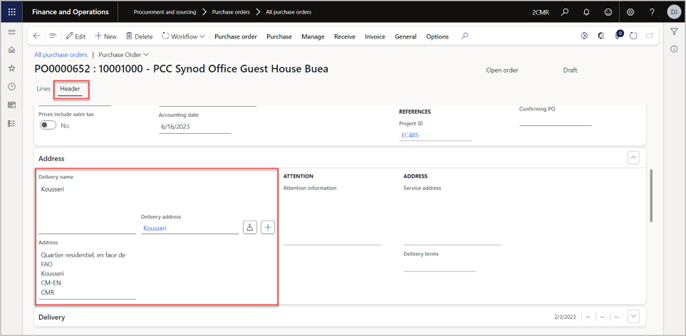 Finance and Operations
Procurement and sourcing > Purchase orders > All purchase orders
2CMR
DJ
Edit
New
Delete
Workflow
Purchase order
Purchase
Manage
Receive
Invoice
General
Options
0
All purchase orders | Purchase Order
PO0000652 : 10001000 - PCC Synod Office Guest House Buea
Open order
Draft
Lines
Header
Prices include sales tax
No
Accounting date
6/16/2023
REFERENCES
Project ID
EC485
Confirming PO
Address
Delivery name
Kousseri
Delivery address
Kousseri
Address
Quartier residentiel, en face de
FAO
Kousseri
CM-EN
CMR
ATTENTION
Attention information
ADDRESS
Service address
Delivery terms
Delivery
2/3/2023